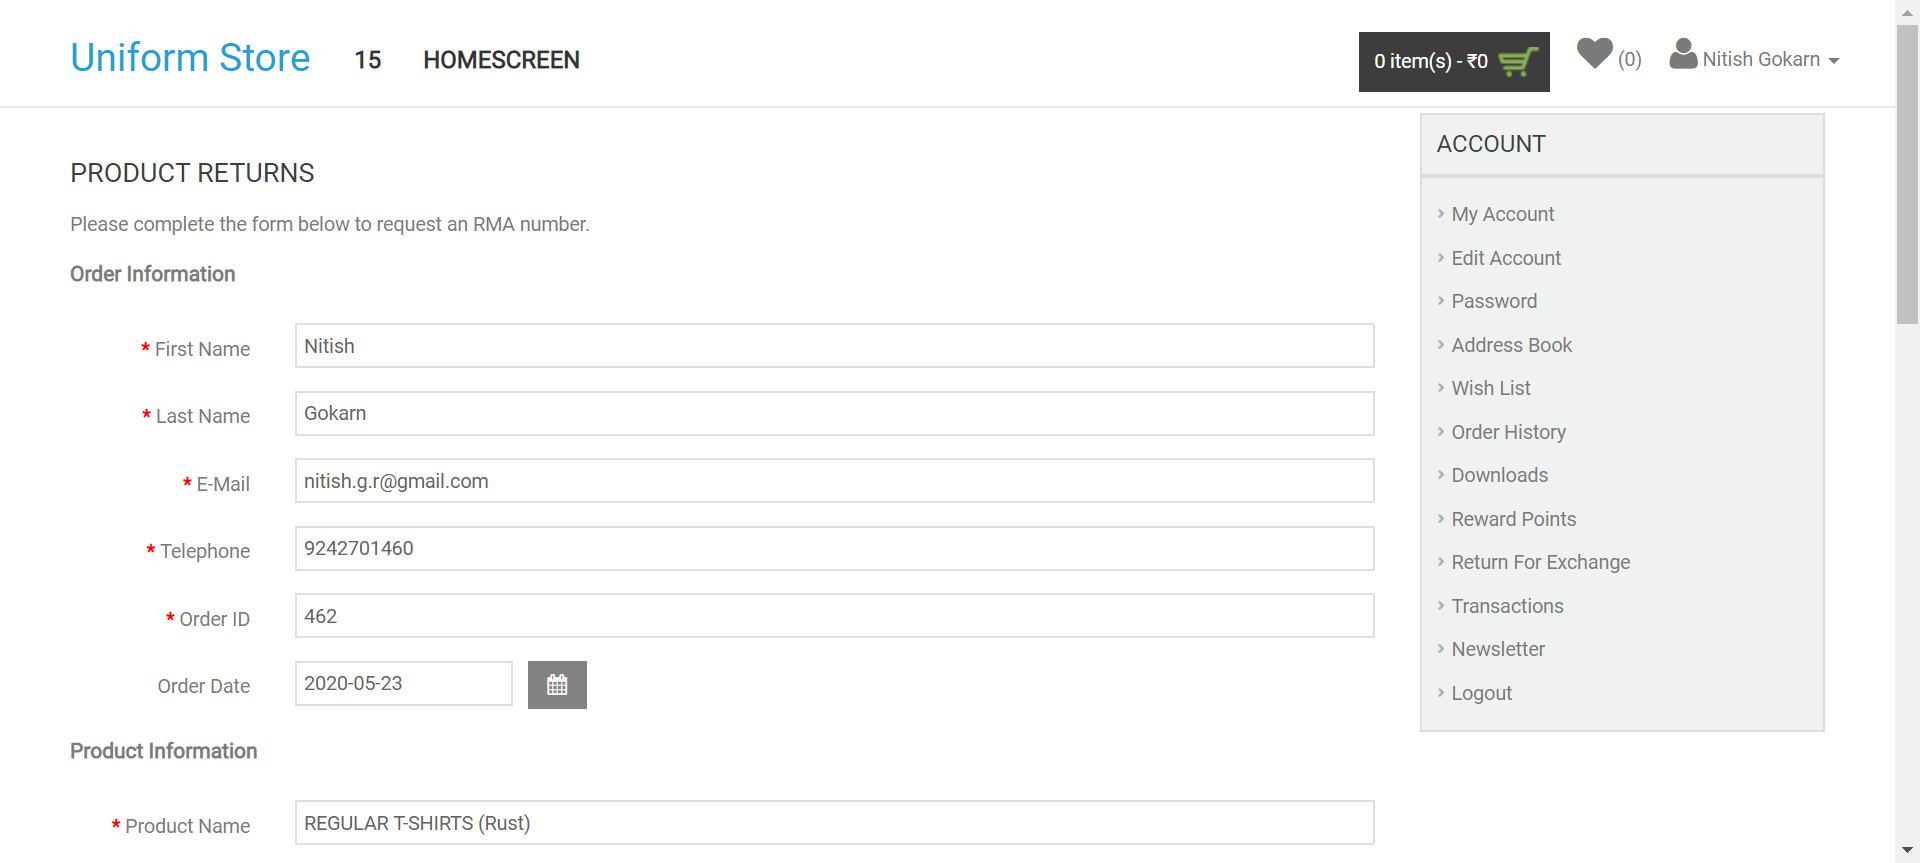 Uniform Store 15 HOMESCREEN 0 item(s) - ₹0 (0) Nitish Gokarn
PRODUCT RETURNS
Please complete the form below to request an RMA number.
Order Information
* First Name Nitish
* Last Name Gokarn
* E-Mail nitish.g.r@gmail.com
* Telephone 9242701460
* Order ID 462
Order Date 2020-05-23
Product Information
* Product Name REGULAR T-SHIRTS (Rust)
ACCOUNT
My Account
Edit Account
Password
Address Book
Wish List
Order History
Downloads
Reward Points
Return For Exchange
Transactions
Newsletter
Logout